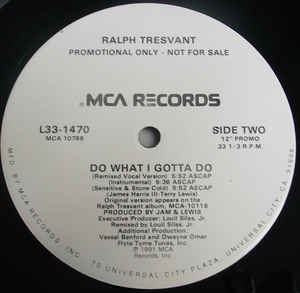 RALPH TRESVANT
PROMOTIONAL ONLY - NOT FOR SALE
MCA RECORDS
L33-1470
MCA 10786
SIDE TWO
12" PROMO
33 1/3 R.P.M.
DO WHAT I GOTTA DO
(Remixed Vocal Version) 5:52 ASCAP
(Instrumental) 5:36 ASCAP
(Sensitive & Stone Cold) 5:52 ASCAP
(James Harris III/Terry Lewis)
Original version appears on the
Ralph Tresvant album, MCA-10116
PRODUCED BY JAM & LEWIS
Executive Producer: Louil Silas, Jr.
Remixed by Louil Silas, Jr.
Additional Production:
Vassal Benford and Dwayne Omar
Flyte Tyme Tunes, Inc.
℗ 1991 MCA
Records, Inc.
MFD. BY MCA RECORDS, INC. 70 UNIVERSAL CITY PLAZA, UNIVERSAL CITY, CA